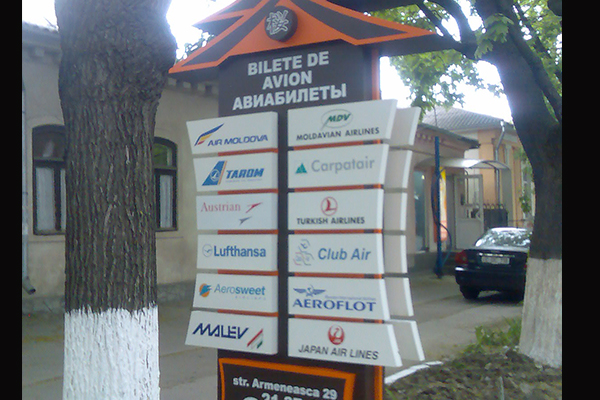 BILETE DE
AVION
АВИАБИЛЕТЫ
AIR MOLDOVA
TAROM
Austrian
Lufthansa
Aerosweet
AIRLINES
MALEV
MDV
MOLDAVIAN AIRLINES
Carpatair
TURKISH AIRLINES
Club Air
AEROFLOT
JAPAN AIR LINES
str. Armeneasca 29